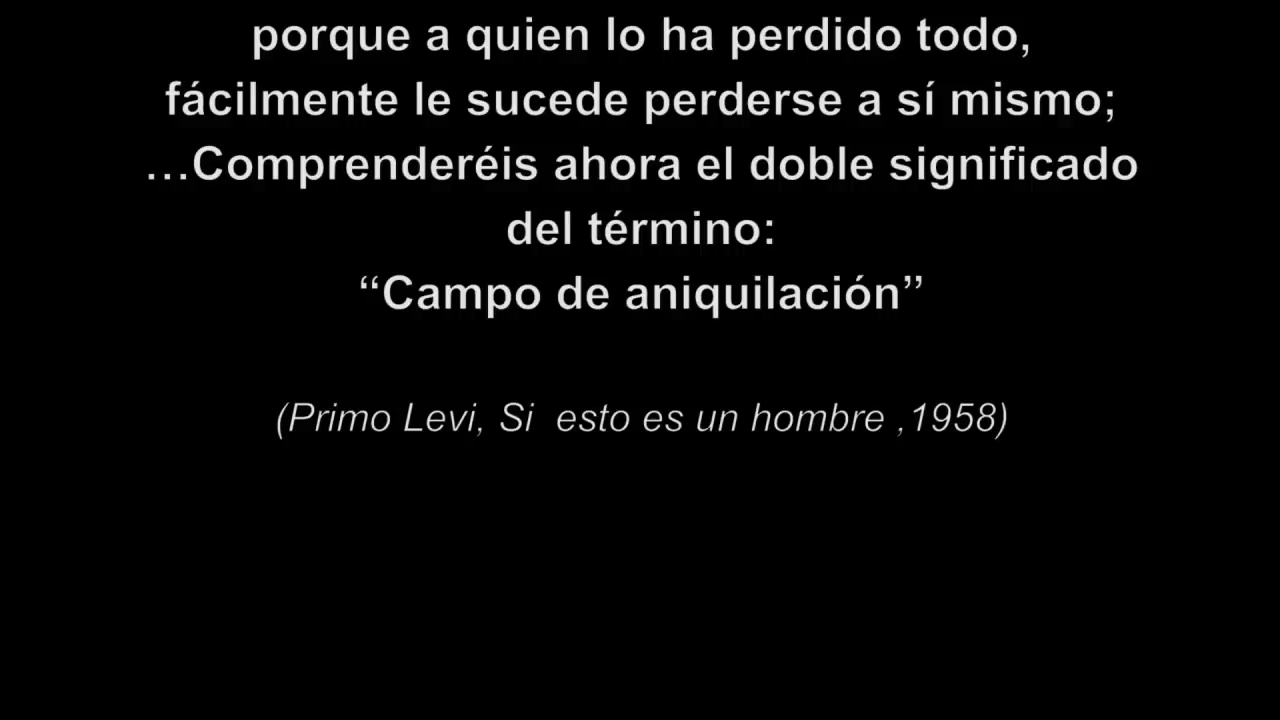 porque a quien lo ha perdido todo,
fácilmente le sucede perderse a sí mismo;
…Comprenderéis ahora el doble significado
del término:
“Campo de aniquilación”
(Primo Levi, Si  esto es un hombre ,1958)